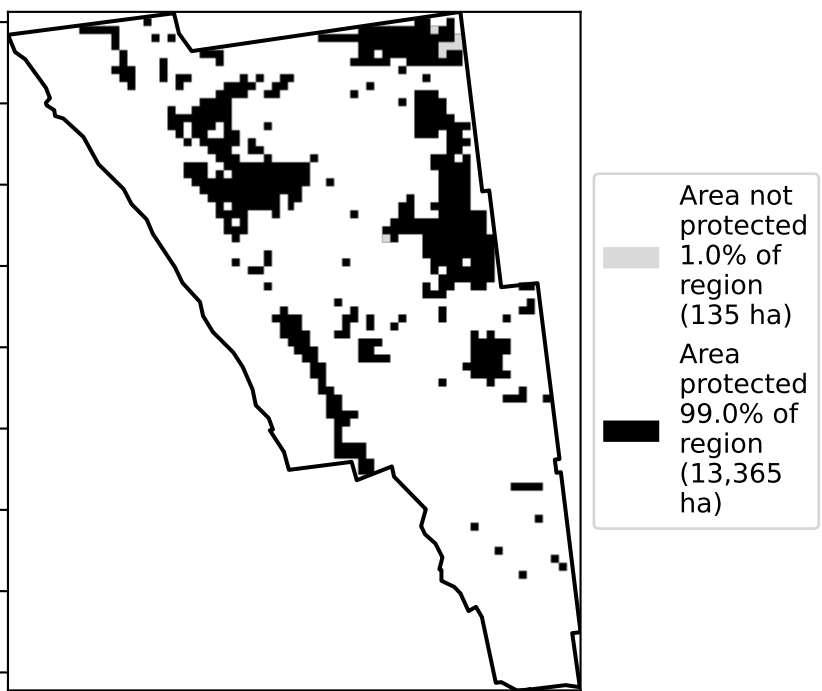 Area not
protected
1.0% of
region
(135 ha)
Area
protected
99.0% of
region
(13,365
ha)